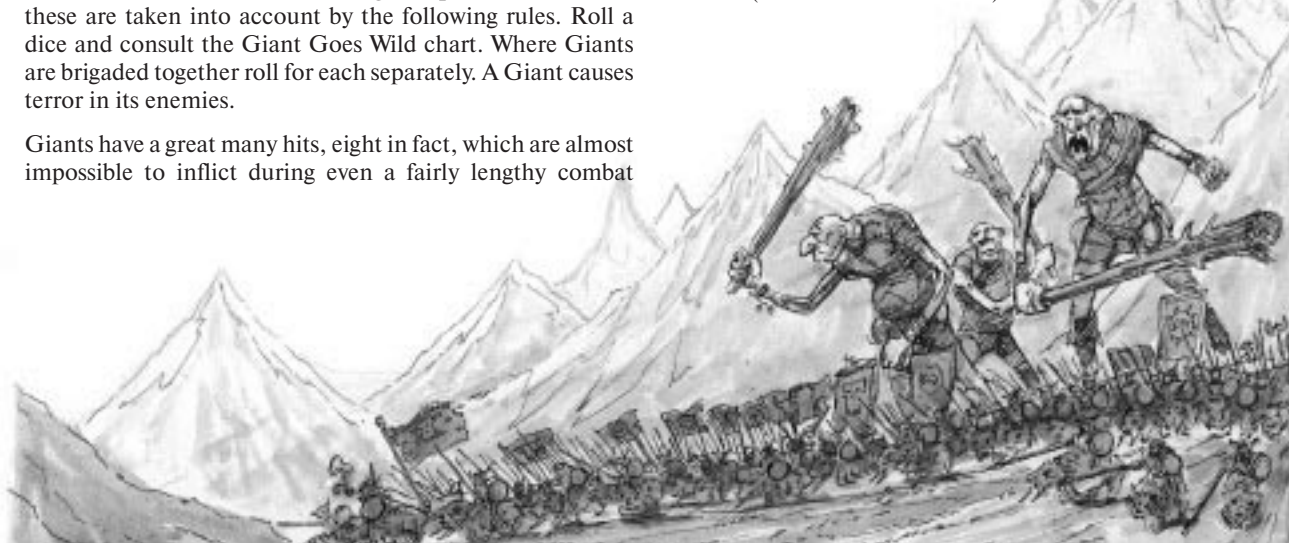 these are taken into account by the following rules. Roll a
dice and consult the Giant Goes Wild chart. Where Giants
are brigaded together roll for each separately. A Giant causes
terror in its enemies.
Giants have a great many hits, eight in fact, which are almost
impossible to inflict during even a fairly lengthy combat